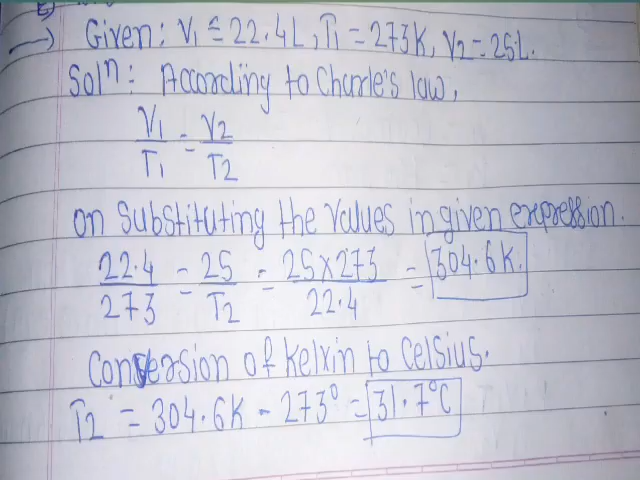 → Given: V1 = 22.4L, T1 = 273K, V2 = 25L.
Solⁿ: According to Charle's law,
V1/T1 = V2/T2
on substituting the values in given expression.
22.4/273 = 25/T2 = 25×273/22.4 = 304.6K.
Conversion of Kelvin to Celsius.
T2 = 304.6K - 273° = 31.7°C